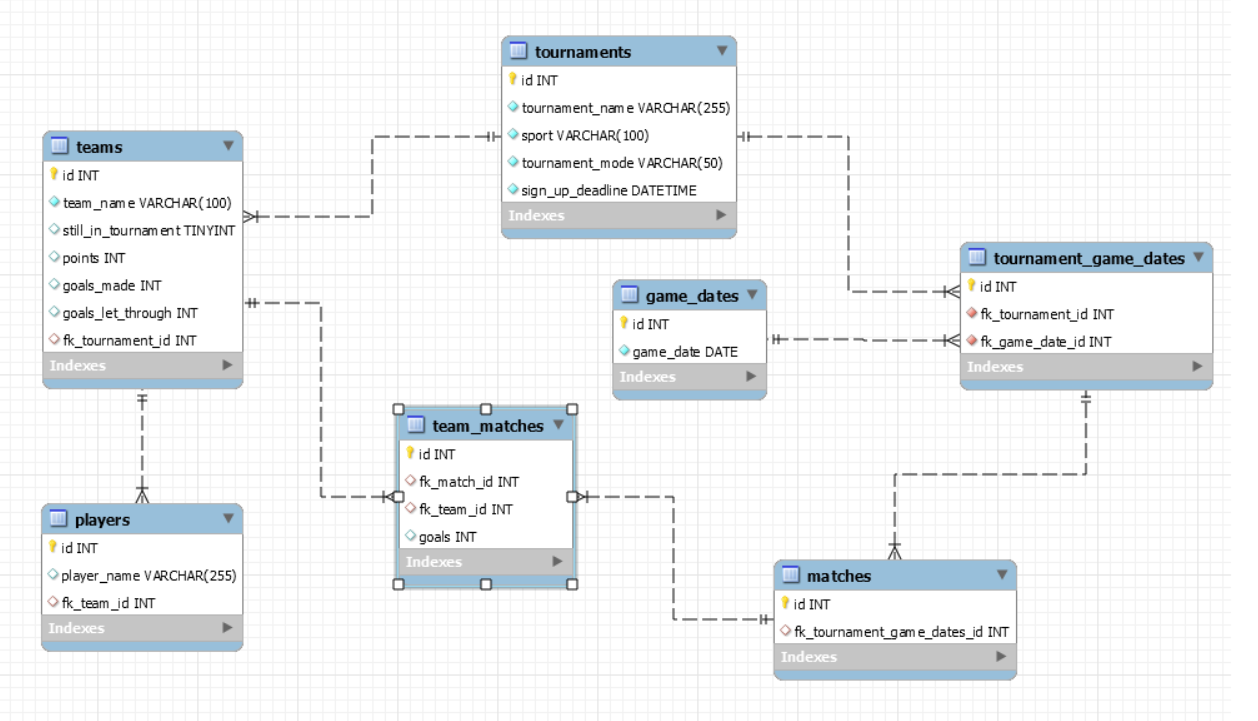 tournaments
id INT
tournament_name VARCHAR(255)
sport VARCHAR(100)
tournament_mode VARCHAR(50)
sign_up_deadline DATETIME
Indexes
teams
id INT
team_name VARCHAR(100)
still_in_tournament TINYINT
points INT
goals_made INT
goals_let_through INT
fk_tournament_id INT
Indexes
game_dates
id INT
game_date DATE
Indexes
tournament_game_dates
id INT
fk_tournament_id INT
fk_game_date_id INT
Indexes
team_matches
id INT
fk_match_id INT
fk_team_id INT
goals INT
Indexes
players
id INT
player_name VARCHAR(255)
fk_team_id INT
Indexes
matches
id INT
fk_tournament_game_dates_id INT
Indexes